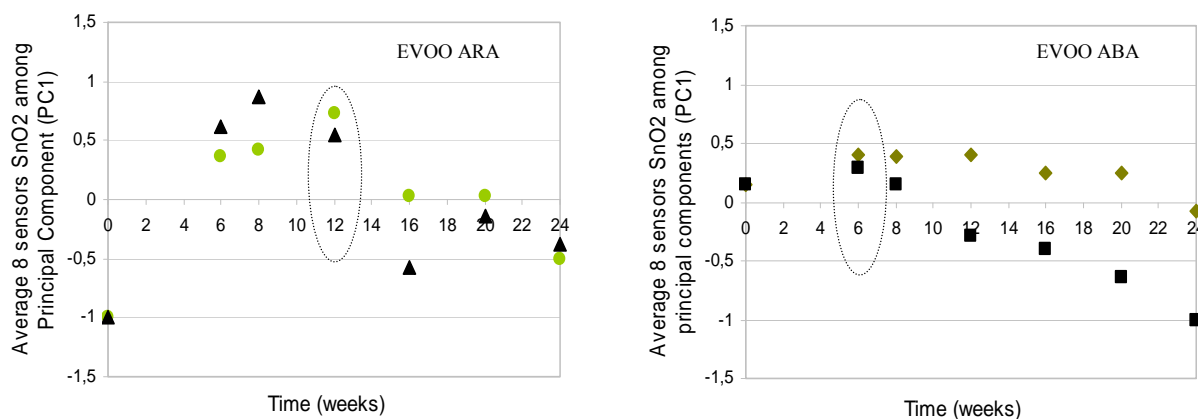 Average 8 sensors SnO2 among
Principal Component (PC1)
EVOO ARA
1,5
1
0,5
0
-0,5
-1
-1,5
0 2 4 6 8 10 12 14 16 18 20 22 24
Time (weeks)
Average 8 sensors SnO2 among
principal components (PC1)
EVOO ABA
1,5
1
0,5
0
-0,5
-1
-1,5
0 2 4 6 8 10 12 14 16 18 20 22 24
Time (weeks)